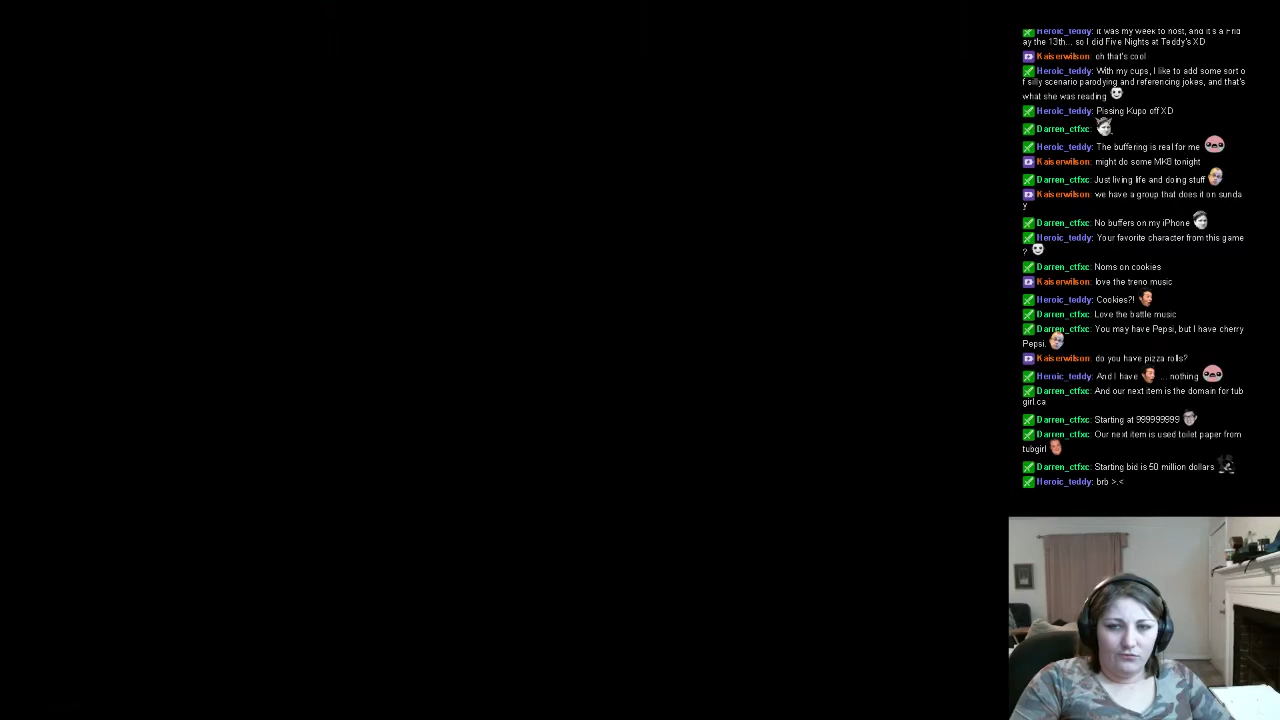 Heroic_teddy: It was my week to host, and it's a Frid
ay the 13th... so I did Five Nights at Teddy's XD
Kaiserwilson: oh that's cool
Heroic_teddy: With my cups, I like to add some sort o
f silly scenario parodying and referencing jokes, and that's
what she was reading
Heroic_teddy: Pissing Kupo off XD
Darren_ctfxc:
Heroic_teddy: The buffering is real for me
Kaiserwilson: might do some MK8 tonight
Darren_ctfxc: Just living life and doing stuff
Kaiserwilson: we have a group that does it on sunda
y
Darren_ctfxc: No buffers on my iPhone
Heroic_teddy: Your favorite character from this game
?
Darren_ctfxc: Noms on cookies
Kaiserwilson: love the treno music
Heroic_teddy: Cookies?!
Darren_ctfxc: Love the battle music
Darren_ctfxc: You may have Pepsi, but I have cherry
Pepsi.
Kaiserwilson: do you have pizza rolls?
Heroic_teddy: And I have ... nothing
Darren_ctfxc: And our next item is the domain for tub
girl.ca
Darren_ctfxc: Starting at 999999999
Darren_ctfxc: Our next item is used toilet paper from
tubgirl
Darren_ctfxc: Starting bid is 50 million dollars
Heroic_teddy: brb >.<